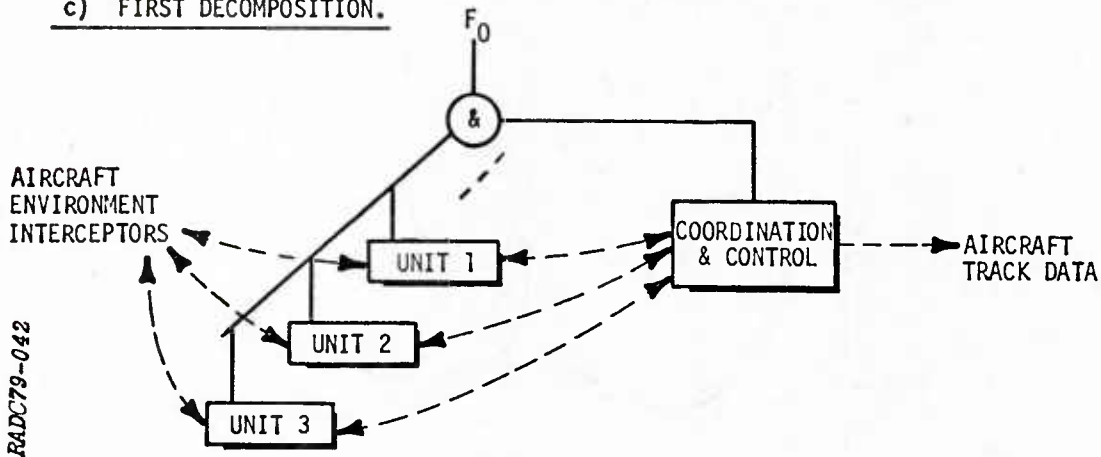 c) FIRST DECOMPOSITION.
F0
&
AIRCRAFT
ENVIRONMENT
INTERCEPTORS
UNIT 1
COORDINATION
& CONTROL
AIRCRAFT
TRACK DATA
UNIT 2
UNIT 3
RADC79-042